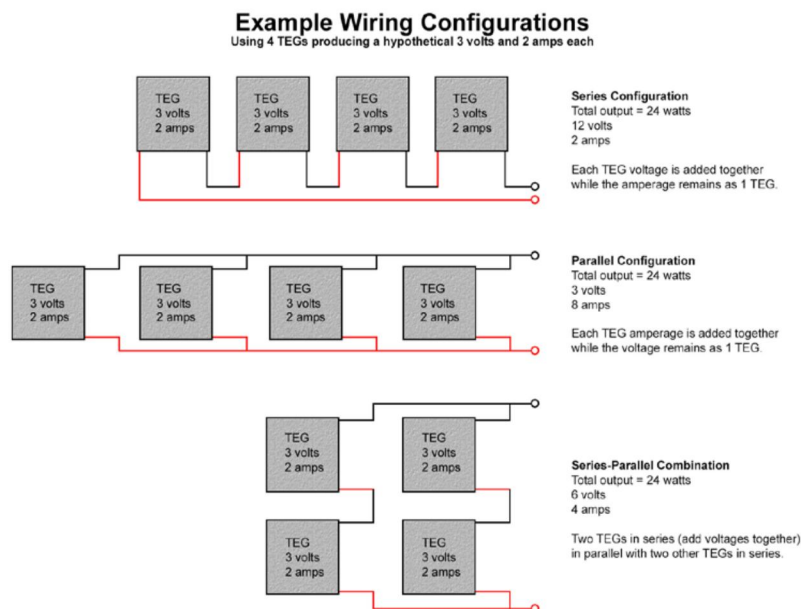 Example Wiring Configurations
Using 4 TEGs producing a hypothetical 3 volts and 2 amps each
TEG
3 volts
2 amps
TEG
3 volts
2 amps
TEG
3 volts
2 amps
TEG
3 volts
2 amps
Series Configuration
Total output = 24 watts
12 volts
2 amps
Each TEG voltage is added together
while the amperage remains as 1 TEG.
TEG
3 volts
2 amps
TEG
3 volts
2 amps
TEG
3 volts
2 amps
TEG
3 volts
2 amps
Parallel Configuration
Total output = 24 watts
3 volts
8 amps
Each TEG amperage is added together
while the voltage remains as 1 TEG.
TEG
3 volts
2 amps
TEG
3 volts
2 amps
TEG
3 volts
2 amps
TEG
3 volts
2 amps
Series-Parallel Combination
Total output = 24 watts
6 volts
4 amps
Two TEGs in series (add voltages together)
in parallel with two other TEGs in series.